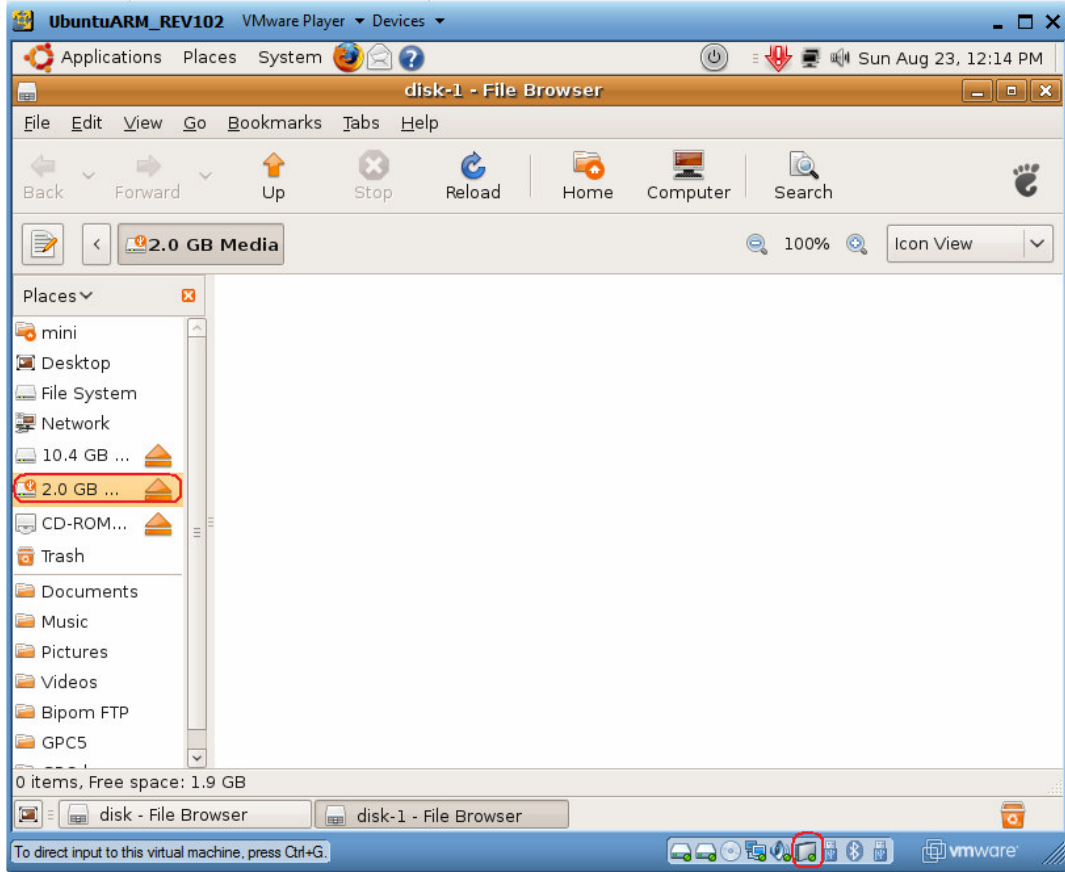 UbuntuARM_REV102 VMware Player Devices
Applications Places System Sun Aug 23, 12:14 PM
disk-1 - File Browser
File Edit View Go Bookmarks Tabs Help
Back Forward Up Stop Reload Home Computer Search
2.0 GB Media 100% Icon View
Places
mini
Desktop
File System
Network
10.4 GB ...
2.0 GB ...
CD-ROM...
Trash
Documents
Music
Pictures
Videos
Bipom FTP
GPC5
0 items, Free space: 1.9 GB
disk - File Browser disk-1 - File Browser
To direct input to this virtual machine, press Ctrl+G. vmware